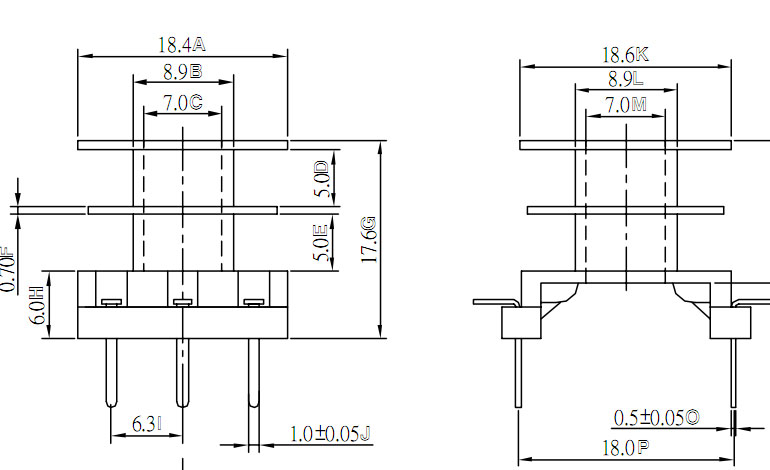 18.4A
8.9B
7.0C
5.0D
5.0E
0.70F
17.6G
6.0H
6.3I
1.0±0.05J
18.6K
8.9L
7.0M
0.5±0.05O
18.0P